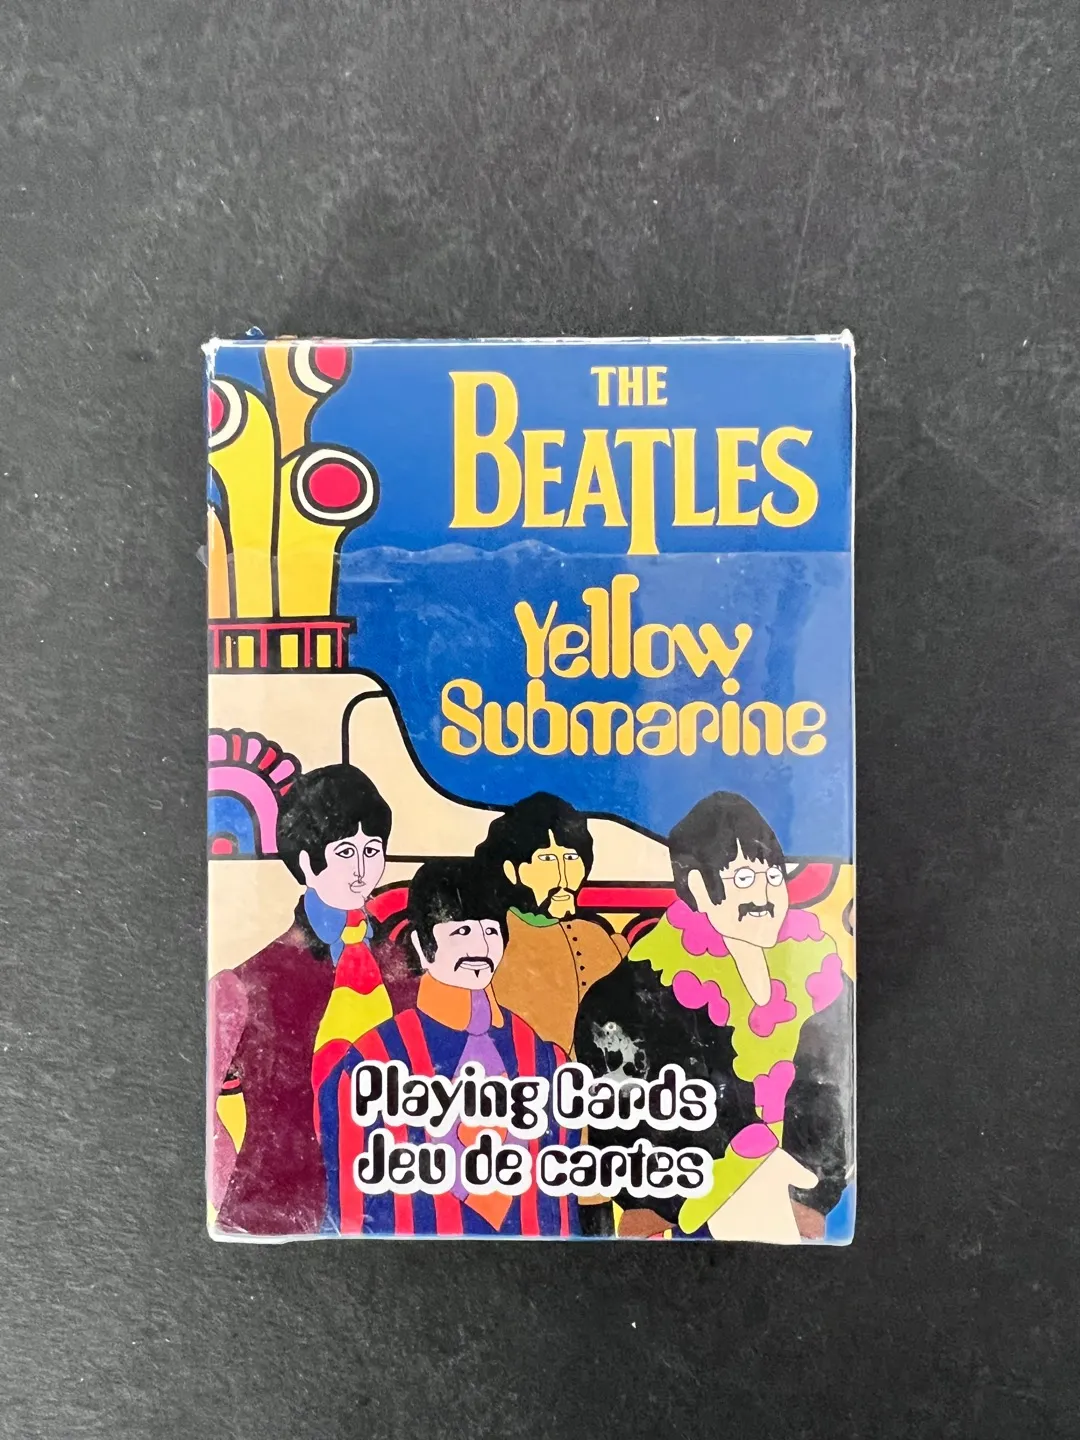 THE
BEATLES
Yellow
Submarine
Playing Cards
Jeu de cartes